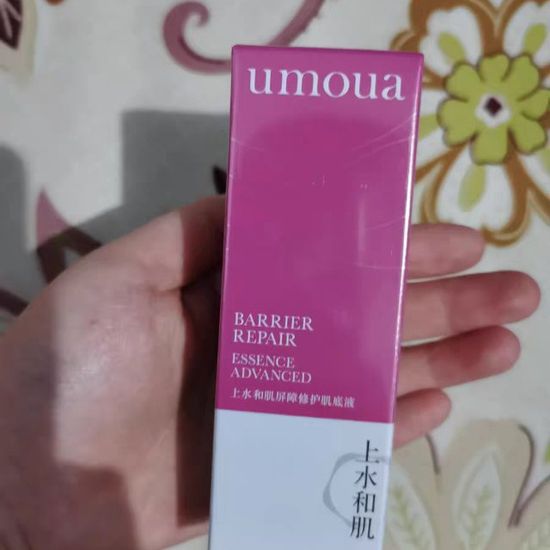 umoua
BARRIER
REPAIR
ESSENCE
ADVANCED
上水和肌屏障修护肌底液
上水和肌